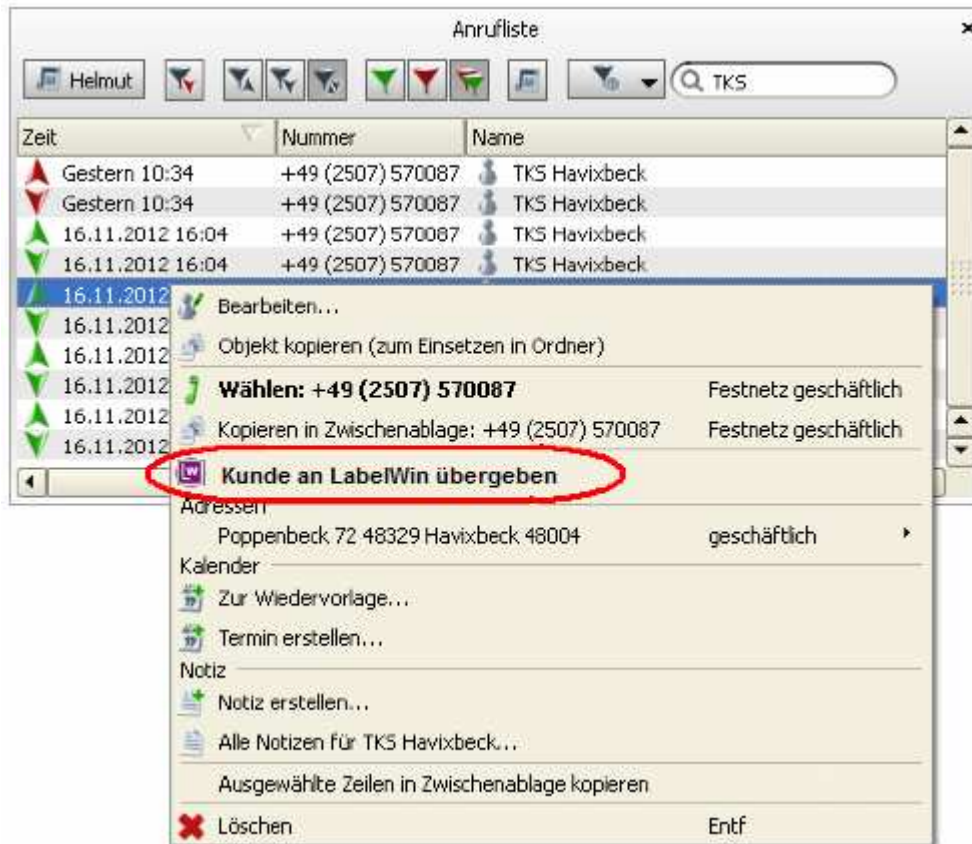 Anrufliste
Helmut TKS
Zeit Nummer Name
Gestern 10:34 +49 (2507) 570087 TKS Havixbeck
Gestern 10:34 +49 (2507) 570087 TKS Havixbeck
16.11.2012 16:04 +49 (2507) 570087 TKS Havixbeck
16.11.2012 16:04 +49 (2507) 570087 TKS Havixbeck
16.11.2012
16.11.2012
16.11.2012
16.11.2012
16.11.2012
16.11.2012
Bearbeiten...
Objekt kopieren (zum Einsetzen in Ordner)
Wählen: +49 (2507) 570087 Festnetz geschäftlich
Kopieren in Zwischenablage: +49 (2507) 570087 Festnetz geschäftlich
Kunde an LabelWin übergeben
Adressen
Poppenbeck 72 48329 Havixbeck 48004 geschäftlich
Kalender
Zur Wiedervorlage...
Termin erstellen...
Notiz
Notiz erstellen...
Alle Notizen für TKS Havixbeck...
Ausgewählte Zeilen in Zwischenablage kopieren
Löschen Entf